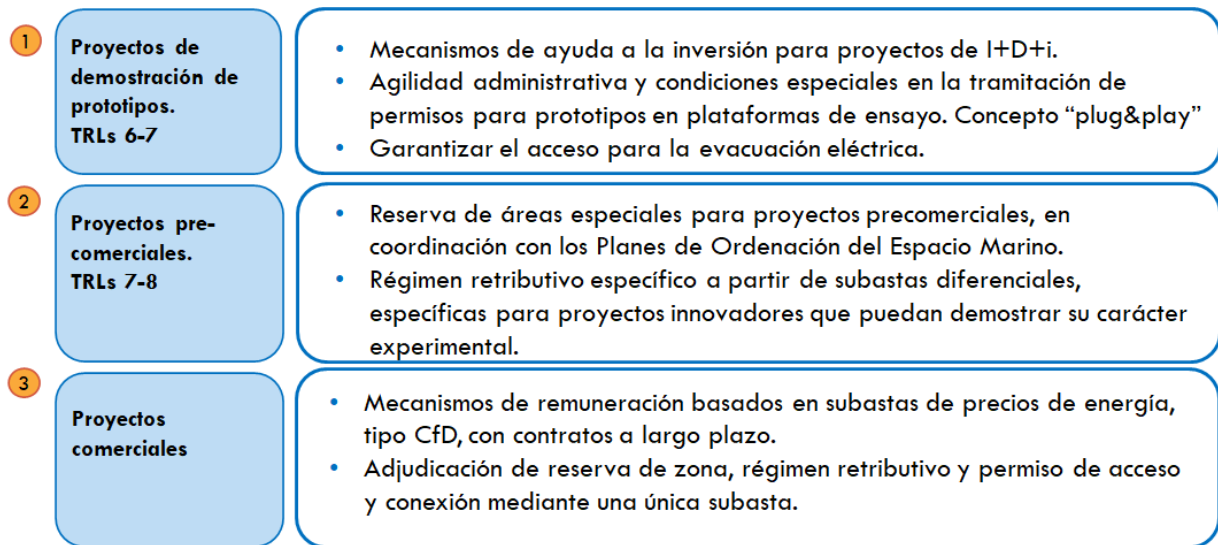 1
Proyectos de
demostración de
prototipos.
TRLs 6-7
• Mecanismos de ayuda a la inversión para proyectos de I+D+i.
• Agilidad administrativa y condiciones especiales en la tramitación de
permisos para prototipos en plataformas de ensayo. Concepto “plug&play”
• Garantizar el acceso para la evacuación eléctrica.
2
Proyectos pre-
comerciales.
TRLs 7-8
• Reserva de áreas especiales para proyectos precomerciales, en
coordinación con los Planes de Ordenación del Espacio Marino.
• Régimen retributivo específico a partir de subastas diferenciales,
específicas para proyectos innovadores que puedan demostrar su carácter
experimental.
3
Proyectos
comerciales
• Mecanismos de remuneración basados en subastas de precios de energía,
tipo CfD, con contratos a largo plazo.
• Adjudicación de reserva de zona, régimen retributivo y permiso de acceso
y conexión mediante una única subasta.